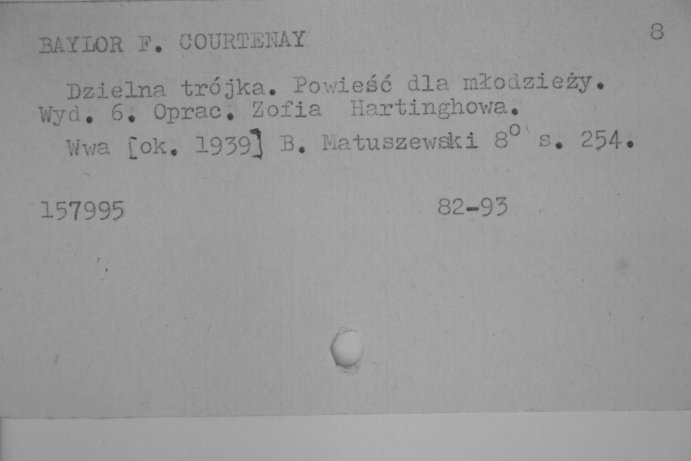 8
BAYLOR F. COURTENAY
Dzielna trójka. Powieść dla młodzieży.
Wyd. 6. Oprac. Zofia Hartinghowa.
Wwa [ok. 1939] B. Matuszewski 8° s. 254.
157995 82-93